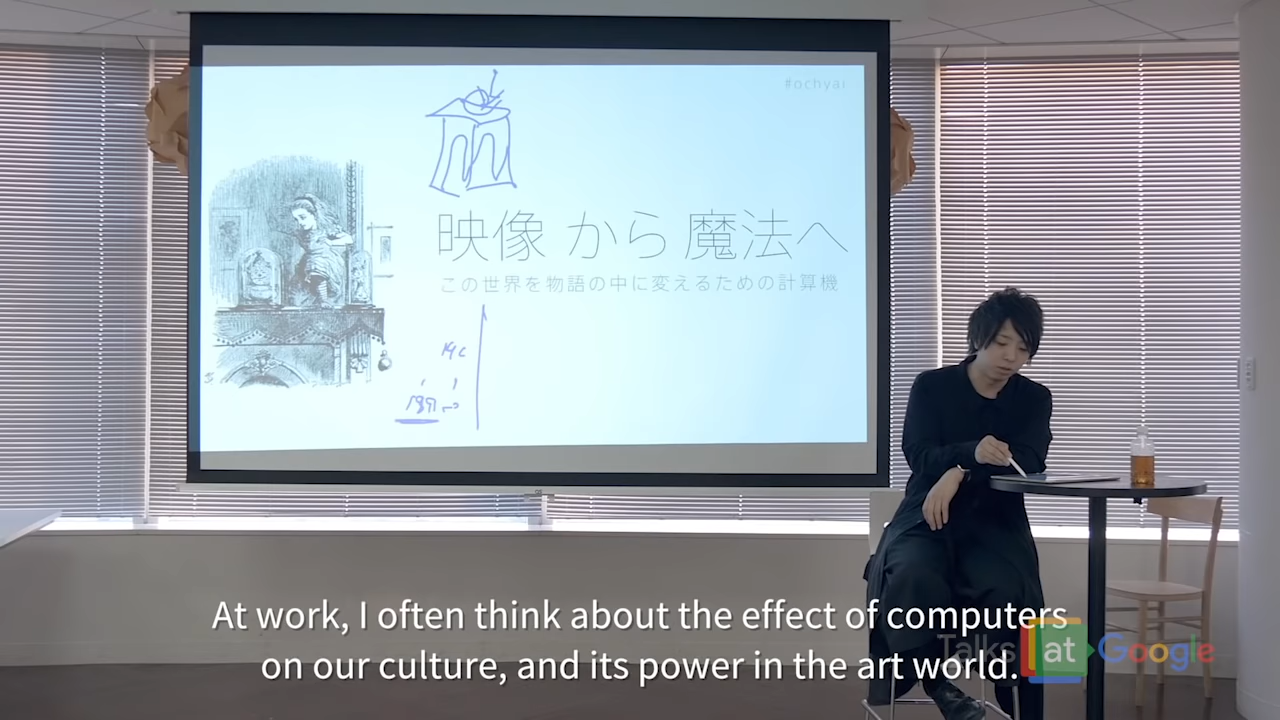 #ochyai
映像 から 魔法へ
この世界を物語の中に変えるための計算機
19c
1891
At work, I often think about the effect of computers
on our culture, and its power in the art world.
Talks at Google